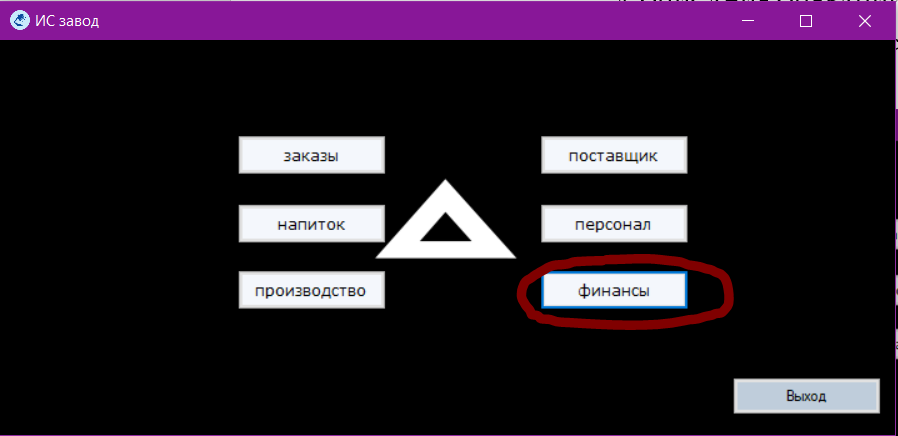 ИС завод
заказы
поставщик
напиток
персонал
производство
финансы
Выход